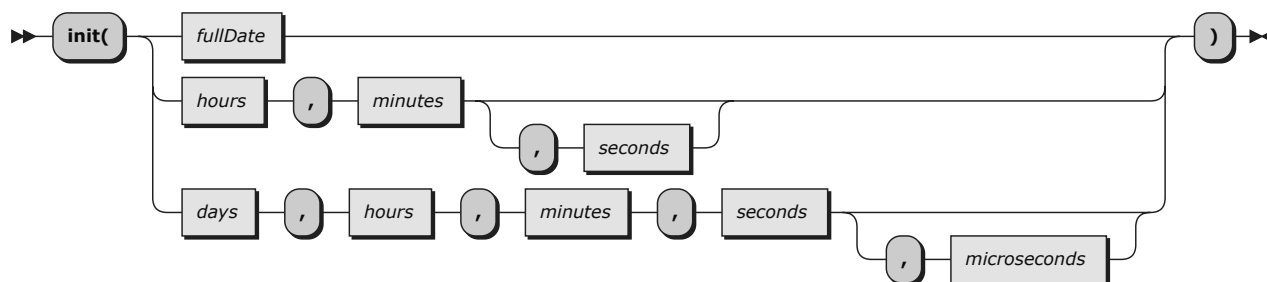 init( fullDate )
hours , minutes
, seconds
days , hours , minutes , seconds
, microseconds